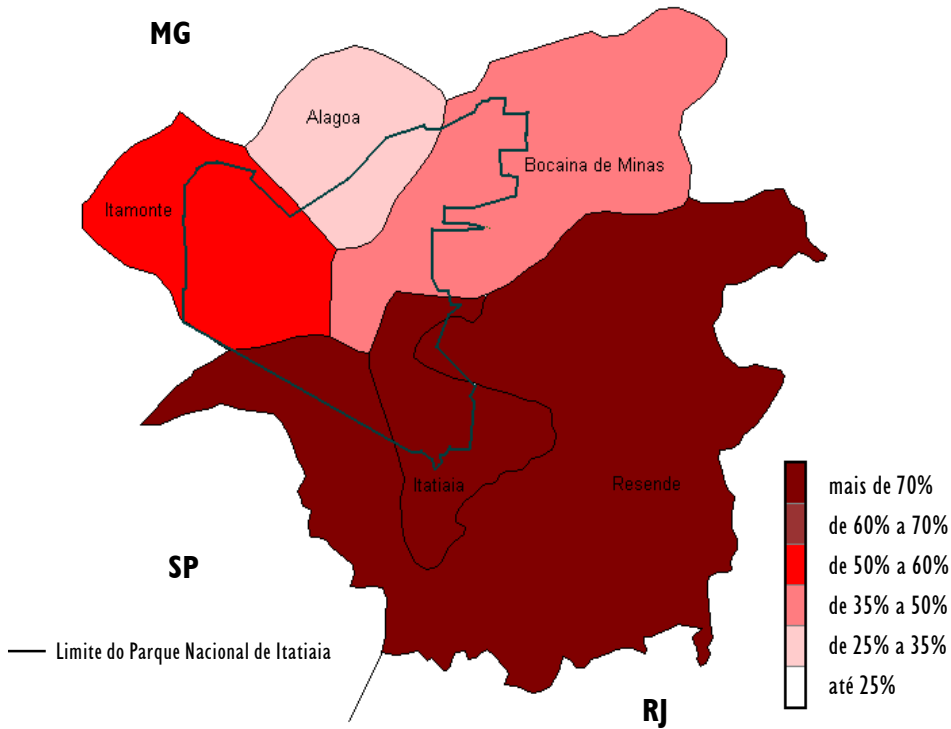 MG
Alagoa
Bocaina de Minas
Itamonte
Itatiaia
Resende
SP
RJ
mais de 70%
de 60% a 70%
de 50% a 60%
de 35% a 50%
de 25% a 35%
até 25%
Limite do Parque Nacional de Itatiaia